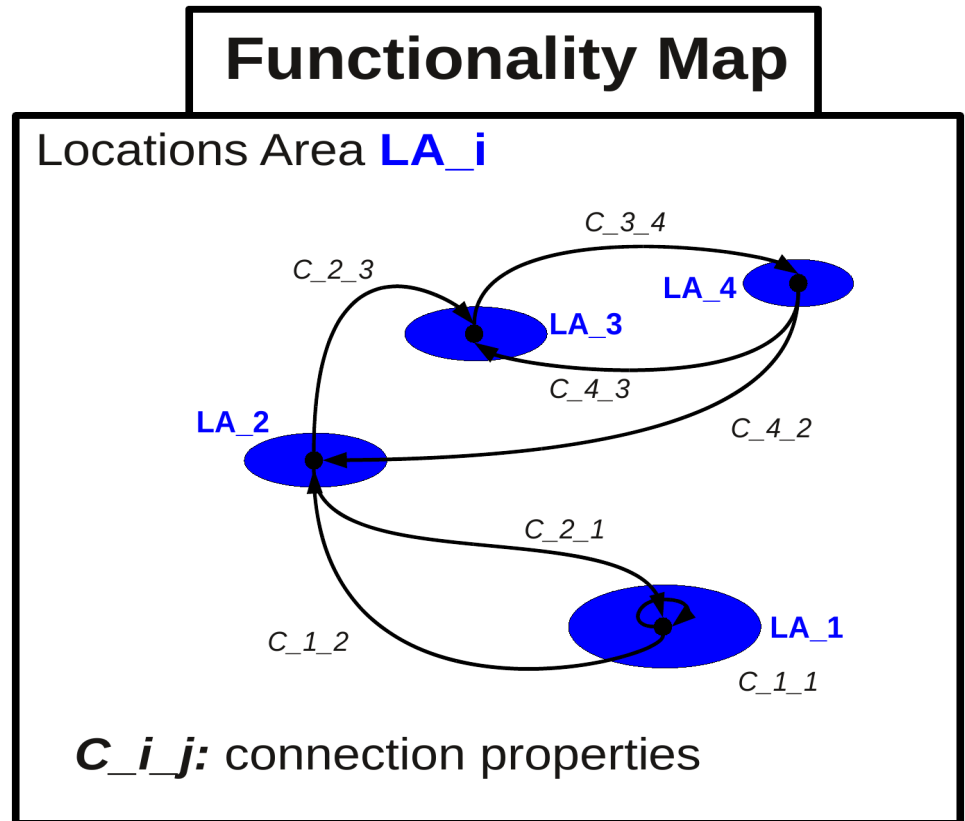 Functionality Map
Locations Area LA_i
C_3_4
C_2_3
LA_4
LA_3
C_4_3
LA_2
C_4_2
C_2_1
C_1_2
LA_1
C_1_1
C_i_j: connection properties